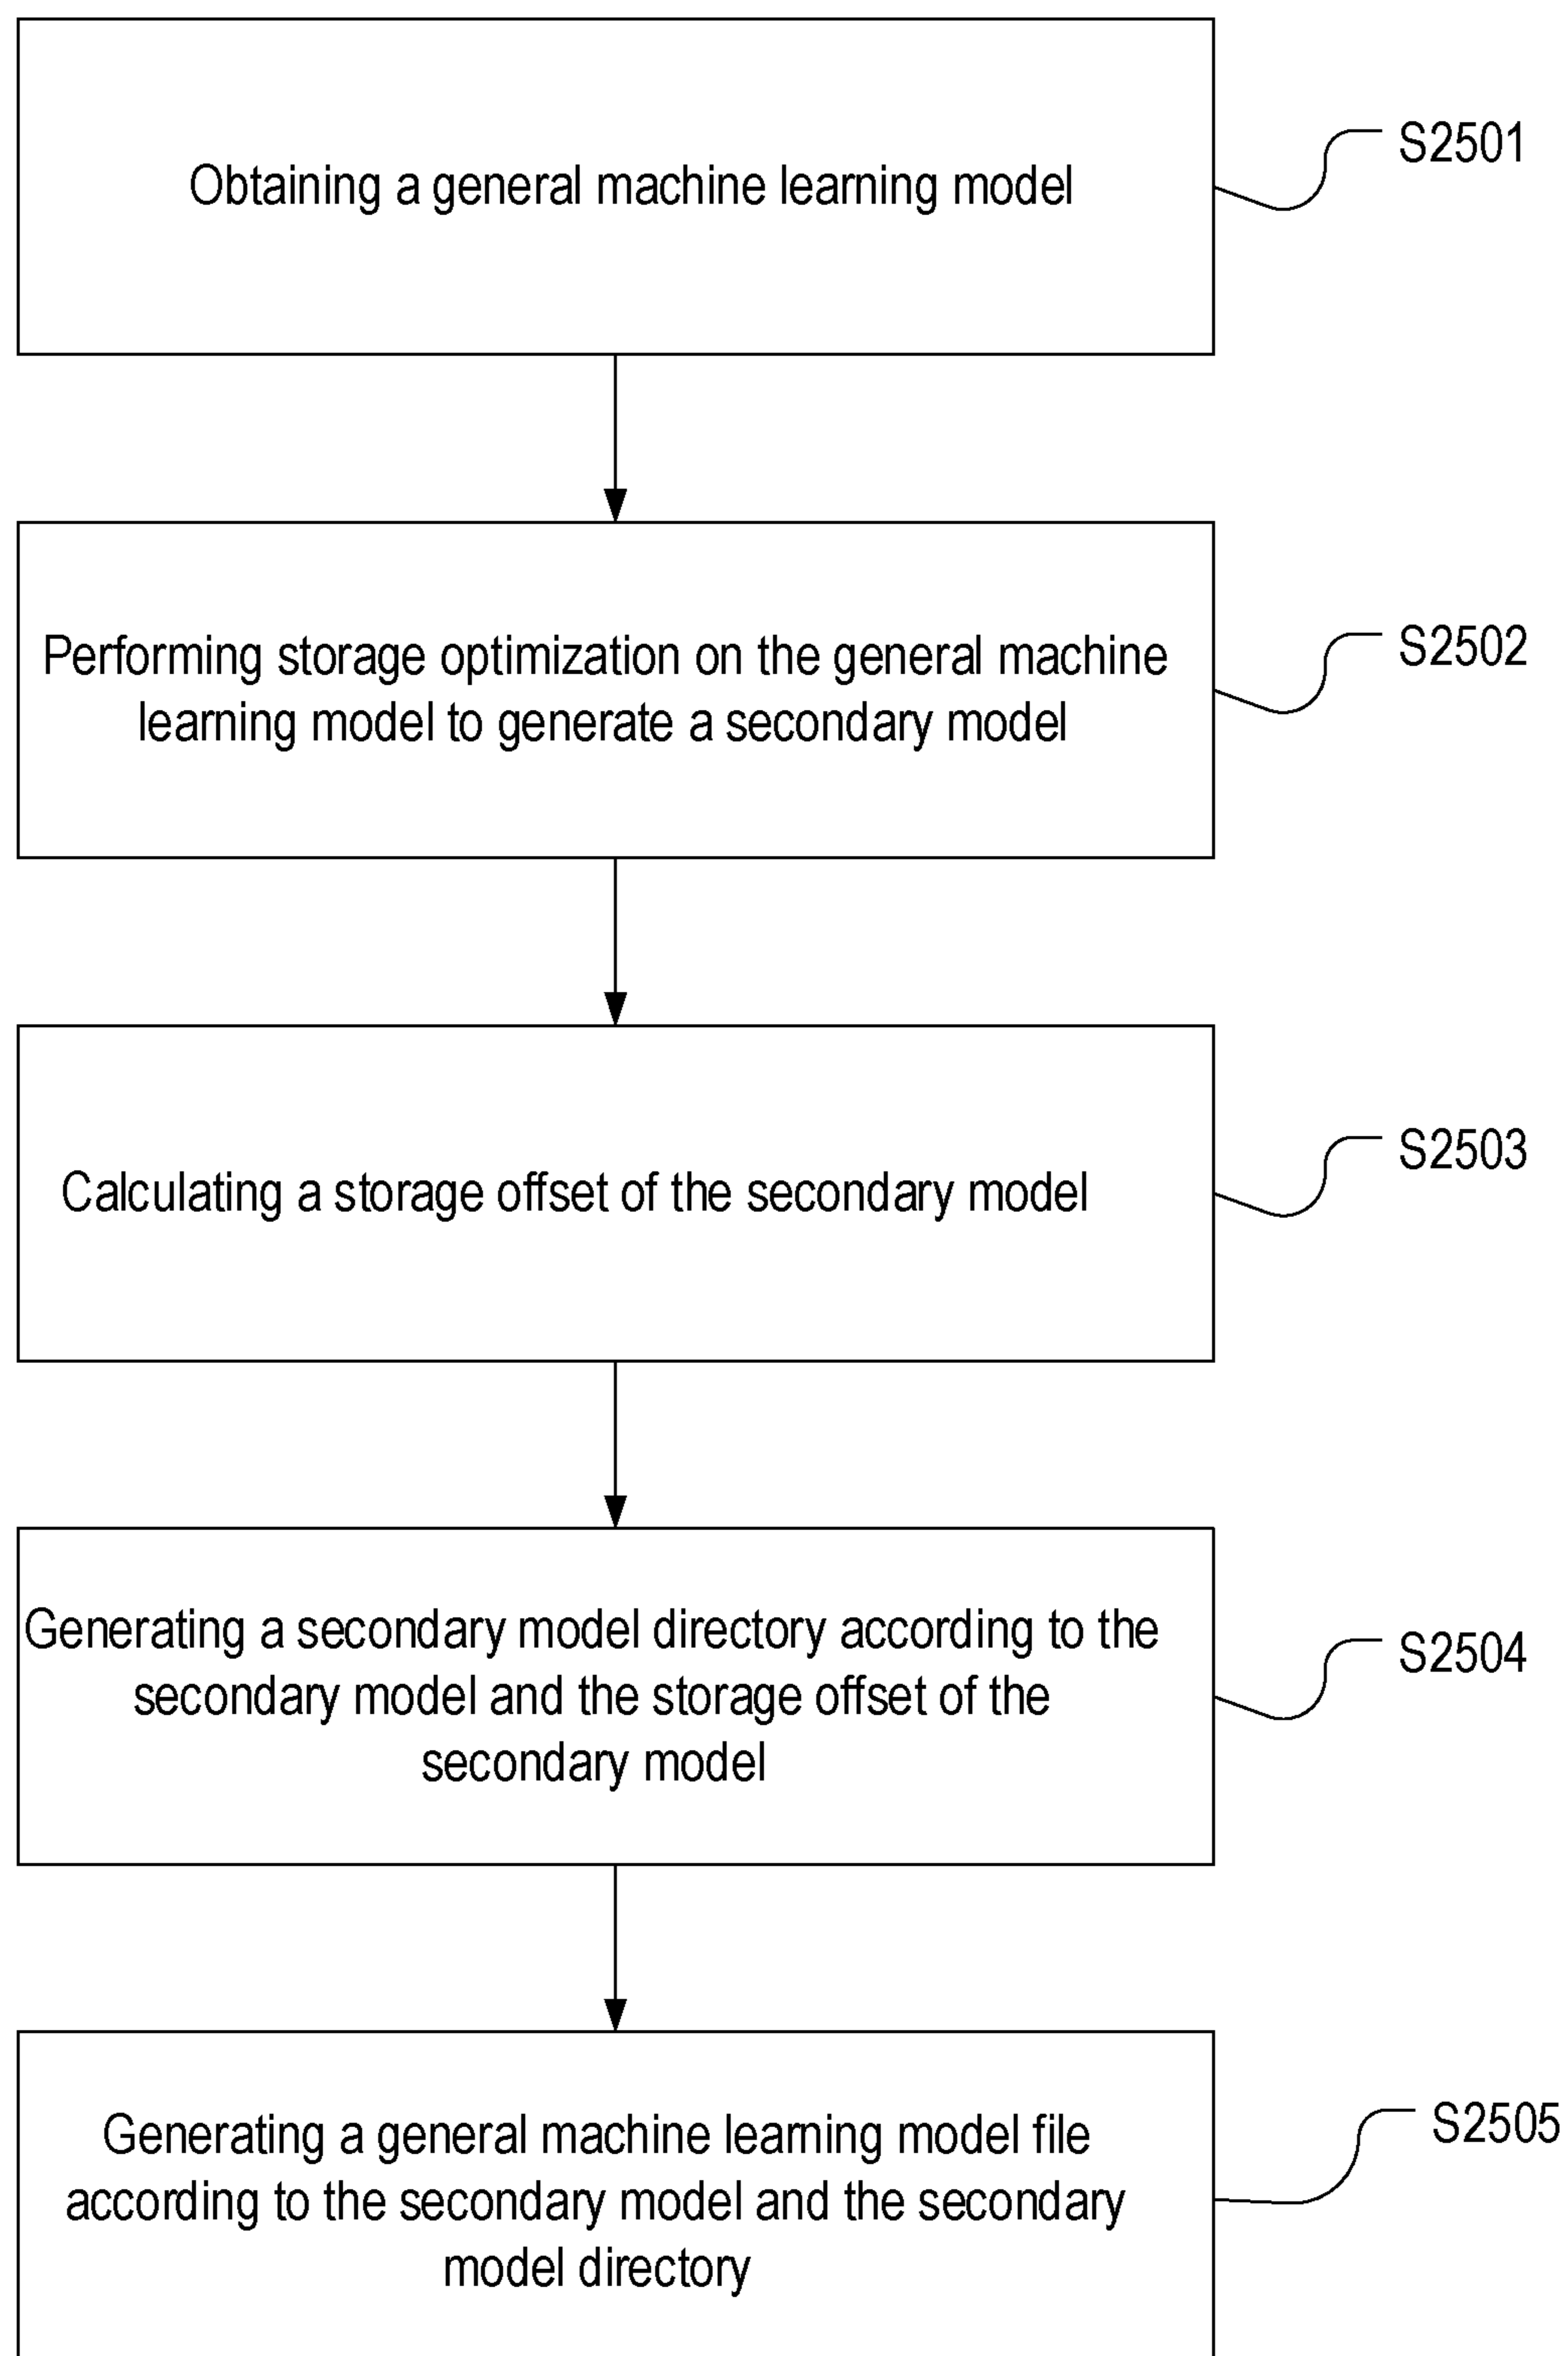 Obtaining a general machine learning model
S2501
Performing storage optimization on the general machine
learning model to generate a secondary model
S2502
Calculating a storage offset of the secondary model
S2503
Generating a secondary model directory according to the
secondary model and the storage offset of the
secondary model
S2504
Generating a general machine learning model file
according to the secondary model and the secondary
model directory
S2505